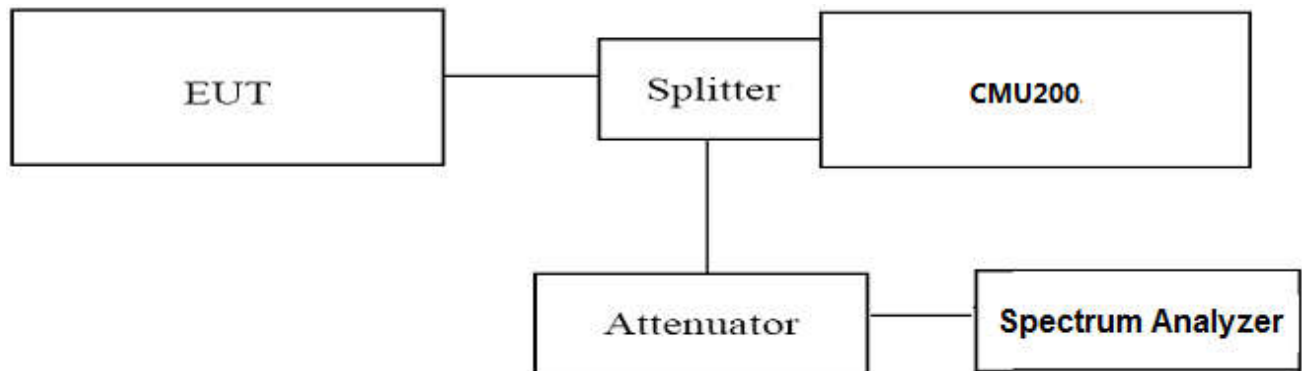 EUT
Splitter
CMU200.
Attenuator
Spectrum Analyzer